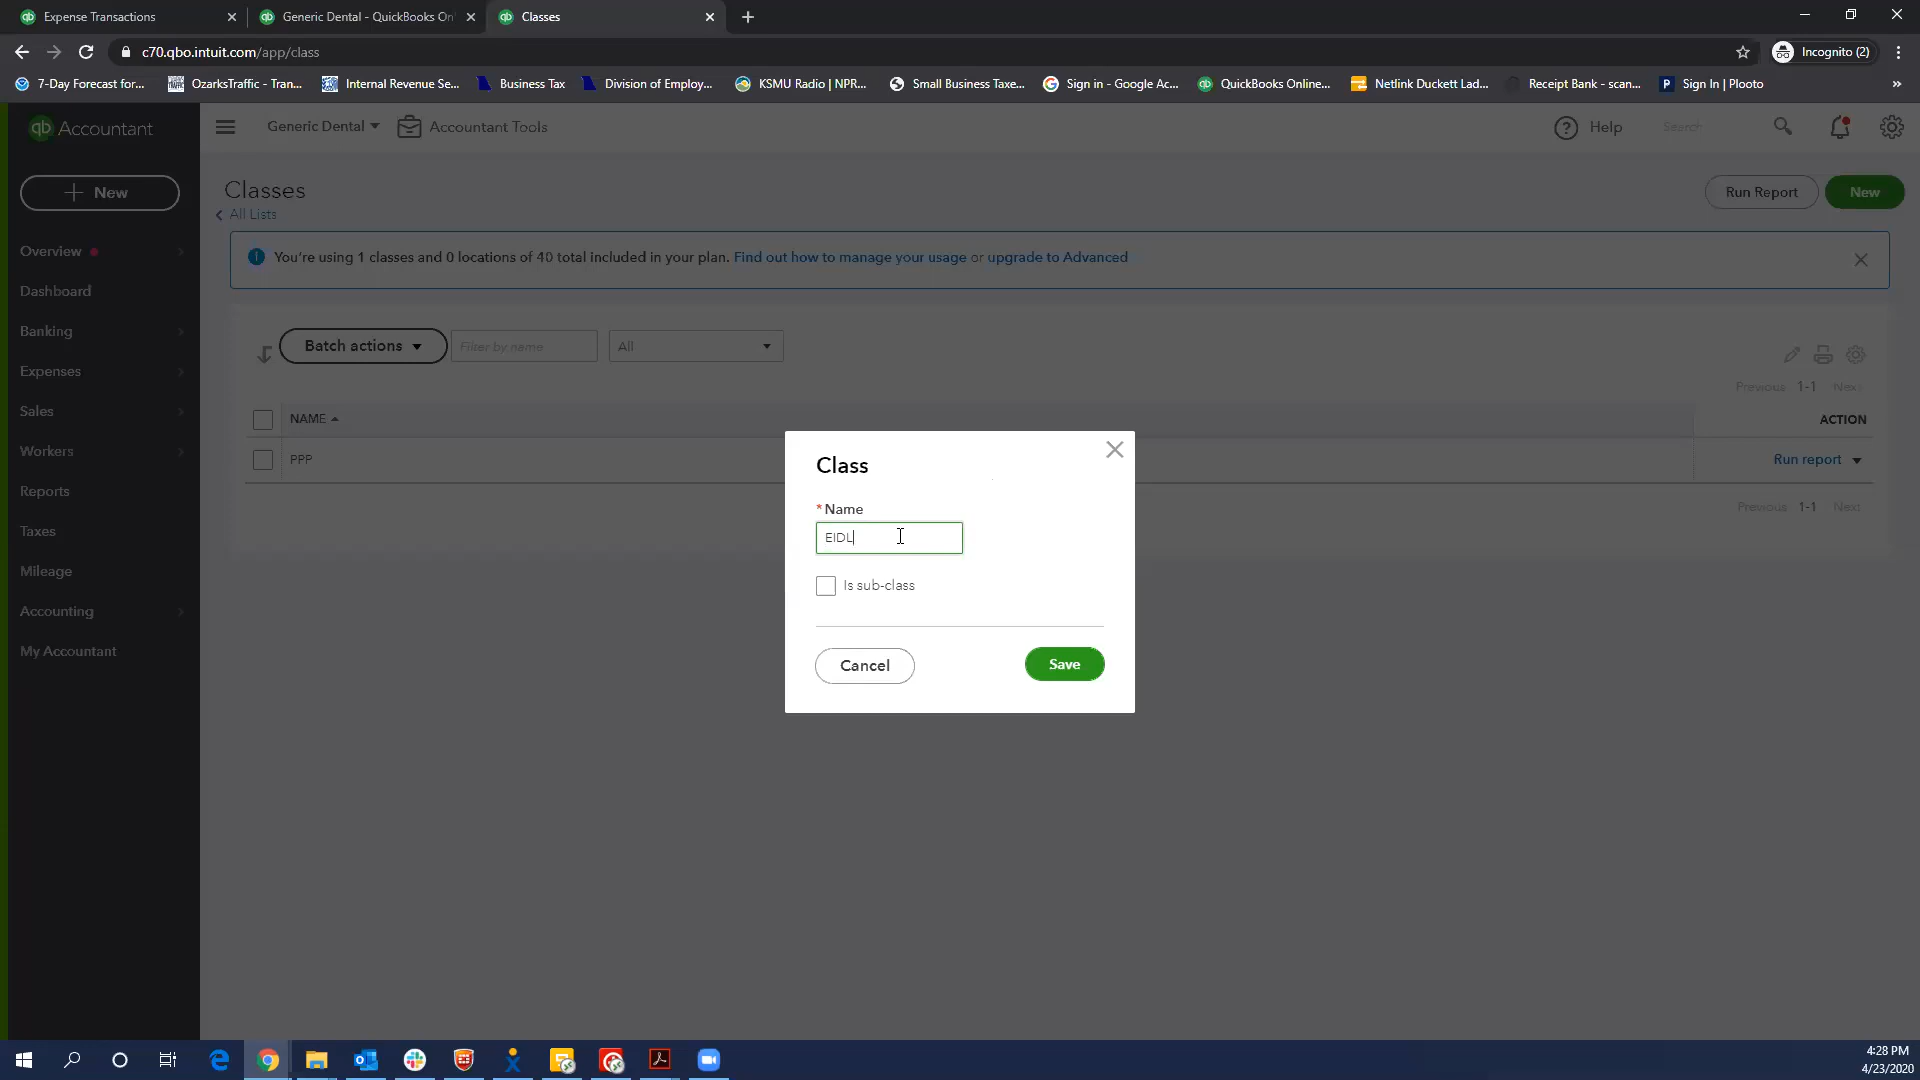 Expense Transactions
Generic Dental - QuickBooks On
Classes
c70.qbo.intuit.com/app/class
Incognito (2)
7-Day Forecast for...
OzarksTraffic - Tran...
Internal Revenue Se...
Business Tax
Division of Employ...
KSMU Radio | NPR...
Small Business Taxe...
Sign in - Google Ac...
QuickBooks Online...
Netlink Duckett Lad...
Receipt Bank - scan...
P Sign In | Plooto
»
qb Accountant
Generic Dental
Accountant Tools
? Help
Search
+ New
Classes
Run Report
New
< All Lists
Overview
You're using 1 classes and 0 locations of 40 total included in your plan. Find out how to manage your usage or upgrade to Advanced
Dashboard
Banking
Batch actions
Filter by name
All
Expenses
Previous 1-1 Next
Sales
NAME
ACTION
Workers
PPP
Run report
Reports
Previous 1-1 Next
Taxes
Mileage
Accounting
My Accountant
Class
* Name
EIDL
Is sub-class
Cancel
Save
4:28 PM
4/23/2020